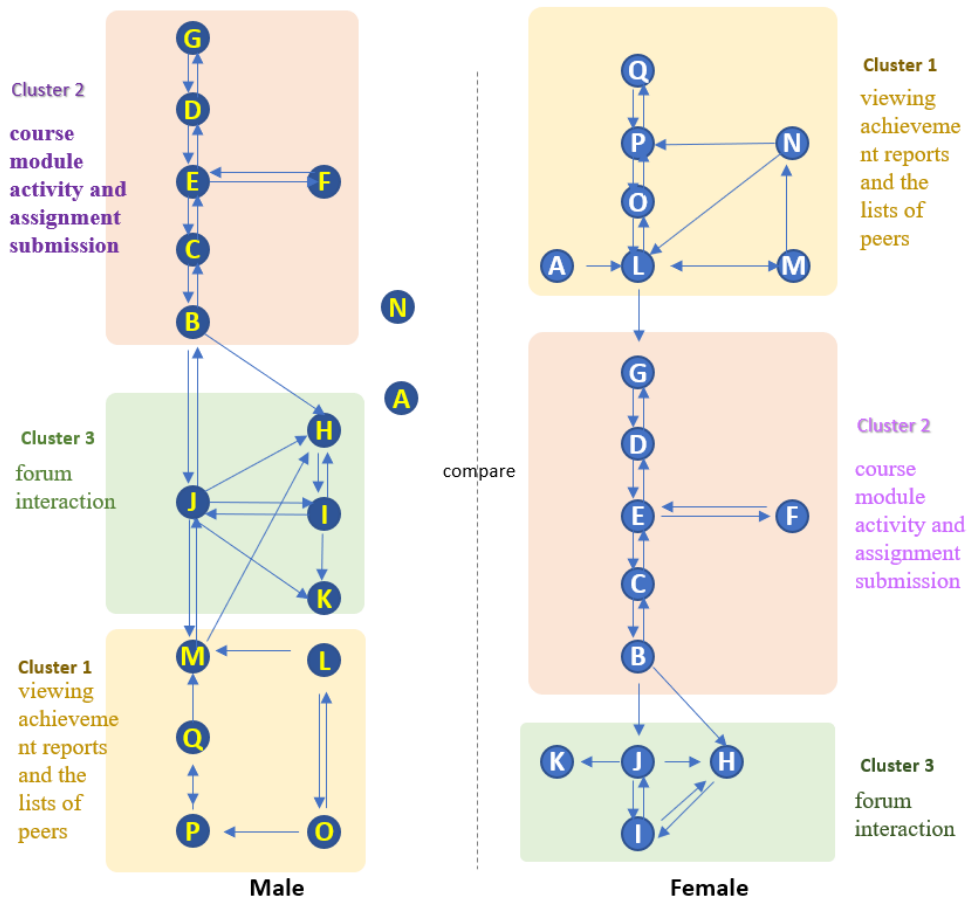 G
Cluster 2
D
course
module
activity and
assignment
submission
E
F
C
B
N
A
Cluster 3
forum
interaction
H
J
I
K
Cluster 1
viewing
achieveme
nt reports
and the
lists of
peers
M
L
Q
P
O
Male
compare
Q
P
N
O
A
L
M
Cluster 1
viewing
achieveme
nt reports
and the
lists of
peers
G
D
E
F
C
B
Cluster 2
course
module
activity and
assignment
submission
K
J
H
I
Cluster 3
forum
interaction
Female